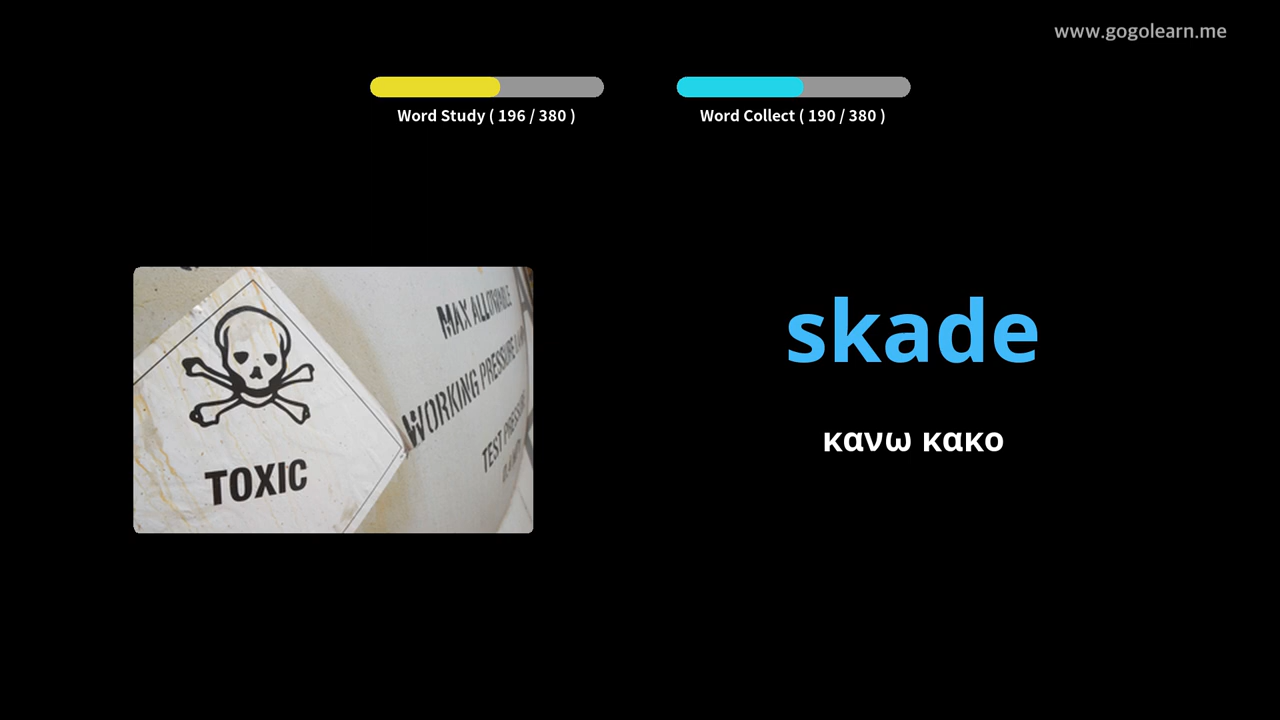 www.gogolearn.me
Word Study ( 196 / 380 )
Word Collect ( 190 / 380 )
MAX ALLOWABLE
WORKING PRESSURE
TEST PRESSURE
TOXIC
skade
κανω κακο